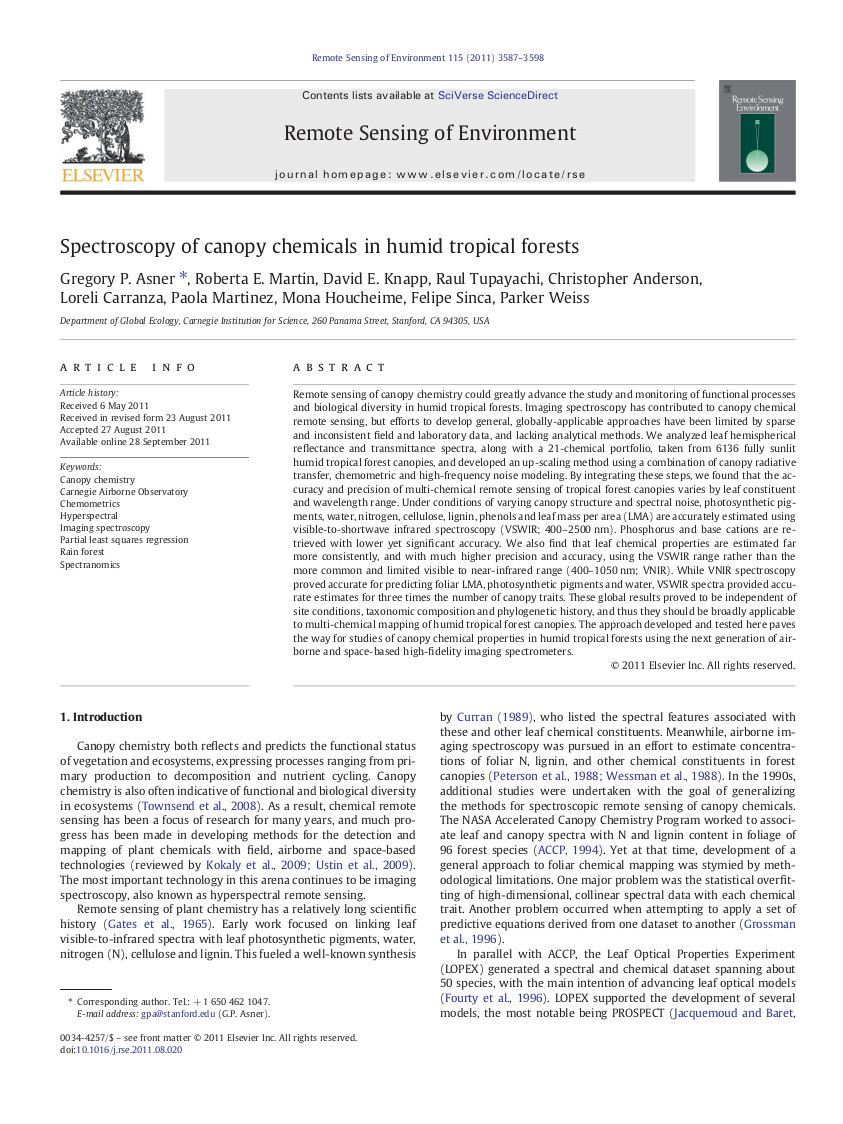 Remote Sensing of Environment 115 (2011) 3587–3598
Contents lists available at SciVerse ScienceDirect
Remote Sensing of Environment
journal homepage: www.elsevier.com/locate/rse
ELSEVIER
Remote Sensing
Environment
Spectroscopy of canopy chemicals in humid tropical forests
Gregory P. Asner *, Roberta E. Martin, David E. Knapp, Raul Tupayachi, Christopher Anderson,
Loreli Carranza, Paola Martinez, Mona Houcheime, Felipe Sinca, Parker Weiss
Department of Global Ecology, Carnegie Institution for Science, 260 Panama Street, Stanford, CA 94305, USA
ARTICLE INFO
Article history:
Received 6 May 2011
Received in revised form 23 August 2011
Accepted 27 August 2011
Available online 28 September 2011
Keywords:
Canopy chemistry
Carnegie Airborne Observatory
Chemometrics
Hyperspectral
Imaging spectroscopy
Partial least squares regression
Rain forest
Spectranomics
ABSTRACT
Remote sensing of canopy chemistry could greatly advance the study and monitoring of functional processes
and biological diversity in humid tropical forests. Imaging spectroscopy has contributed to canopy chemical
remote sensing, but efforts to develop general, globally-applicable approaches have been limited by sparse
and inconsistent field and laboratory data, and lacking analytical methods. We analyzed leaf hemispherical
reflectance and transmittance spectra, along with a 21-chemical portfolio, taken from 6136 fully sunlit
humid tropical forest canopies, and developed an up-scaling method using a combination of canopy radiative
transfer, chemometric and high-frequency noise modeling. By integrating these steps, we found that the ac-
curacy and precision of multi-chemical remote sensing of tropical forest canopies varies by leaf constituent
and wavelength range. Under conditions of varying canopy structure and spectral noise, photosynthetic pig-
ments, water, nitrogen, cellulose, lignin, phenols and leaf mass per area (LMA) are accurately estimated using
visible-to-shortwave infrared spectroscopy (VSWIR; 400–2500 nm). Phosphorus and base cations are re-
trieved with lower yet significant accuracy. We also find that leaf chemical properties are estimated far
more consistently, and with much higher precision and accuracy, using the VSWIR range rather than the
more common and limited visible to near-infrared range (400–1050 nm; VNIR). While VNIR spectroscopy
proved accurate for predicting foliar LMA, photosynthetic pigments and water, VSWIR spectra provided accu-
rate estimates for three times the number of canopy traits. These global results proved to be independent of
site conditions, taxonomic composition and phylogenetic history, and thus they should be broadly applicable
to multi-chemical mapping of humid tropical forest canopies. The approach developed and tested here paves
the way for studies of canopy chemical properties in humid tropical forests using the next generation of air-
borne and space-based high-fidelity imaging spectrometers.
© 2011 Elsevier Inc. All rights reserved.
1. Introduction
Canopy chemistry both reflects and predicts the functional status
of vegetation and ecosystems, expressing processes ranging from pri-
mary production to decomposition and nutrient cycling. Canopy
chemistry is also often indicative of functional and biological diversity
in ecosystems (Townsend et al., 2008). As a result, chemical remote
sensing has been a focus of research for many years, and much pro-
gress has been made in developing methods for the detection and
mapping of plant chemicals with field, airborne and space-based
technologies (reviewed by Kokaly et al., 2009; Ustin et al., 2009).
The most important technology in this arena continues to be imaging
spectroscopy, also known as hyperspectral remote sensing.
Remote sensing of plant chemistry has a relatively long scientific
history (Gates et al., 1965). Early work focused on linking leaf
visible-to-infrared spectra with leaf photosynthetic pigments, water,
nitrogen (N), cellulose and lignin. This fueled a well-known synthesis
* Corresponding author. Tel.: +1 650 462 1047.
E-mail address: gpa@stanford.edu (G.P. Asner).
0034-4257/$ – see front matter © 2011 Elsevier Inc. All rights reserved.
doi:10.1016/j.rse.2011.08.020
by Curran (1989), who listed the spectral features associated with
these and other leaf chemical constituents. Meanwhile, airborne im-
aging spectroscopy was pursued in an effort to estimate concentra-
tions of foliar N, lignin, and other chemical constituents in forest
canopies (Peterson et al., 1988; Wessman et al., 1988). In the 1990s,
additional studies were undertaken with the goal of generalizing
the methods for spectroscopic remote sensing of canopy chemicals.
The NASA Accelerated Canopy Chemistry Program worked to associ-
ate leaf and canopy spectra with N and lignin content in foliage of
96 forest species (ACCP, 1994). Yet at that time, development of a
general approach to foliar chemical mapping was stymied by meth-
odological limitations. One major problem was the statistical overfit-
ting of high-dimensional, collinear spectral data with each chemical
trait. Another problem occurred when attempting to apply a set of
predictive equations derived from one dataset to another (Grossman
et al., 1996).
In parallel with ACCP, the Leaf Optical Properties Experiment
(LOPEX) generated a spectral and chemical dataset spanning about
50 species, with the main intention of advancing leaf optical models
(Fourty et al., 1996). LOPEX supported the development of several
models, the most notable being PROSPECT (Jacquemoud and Baret,